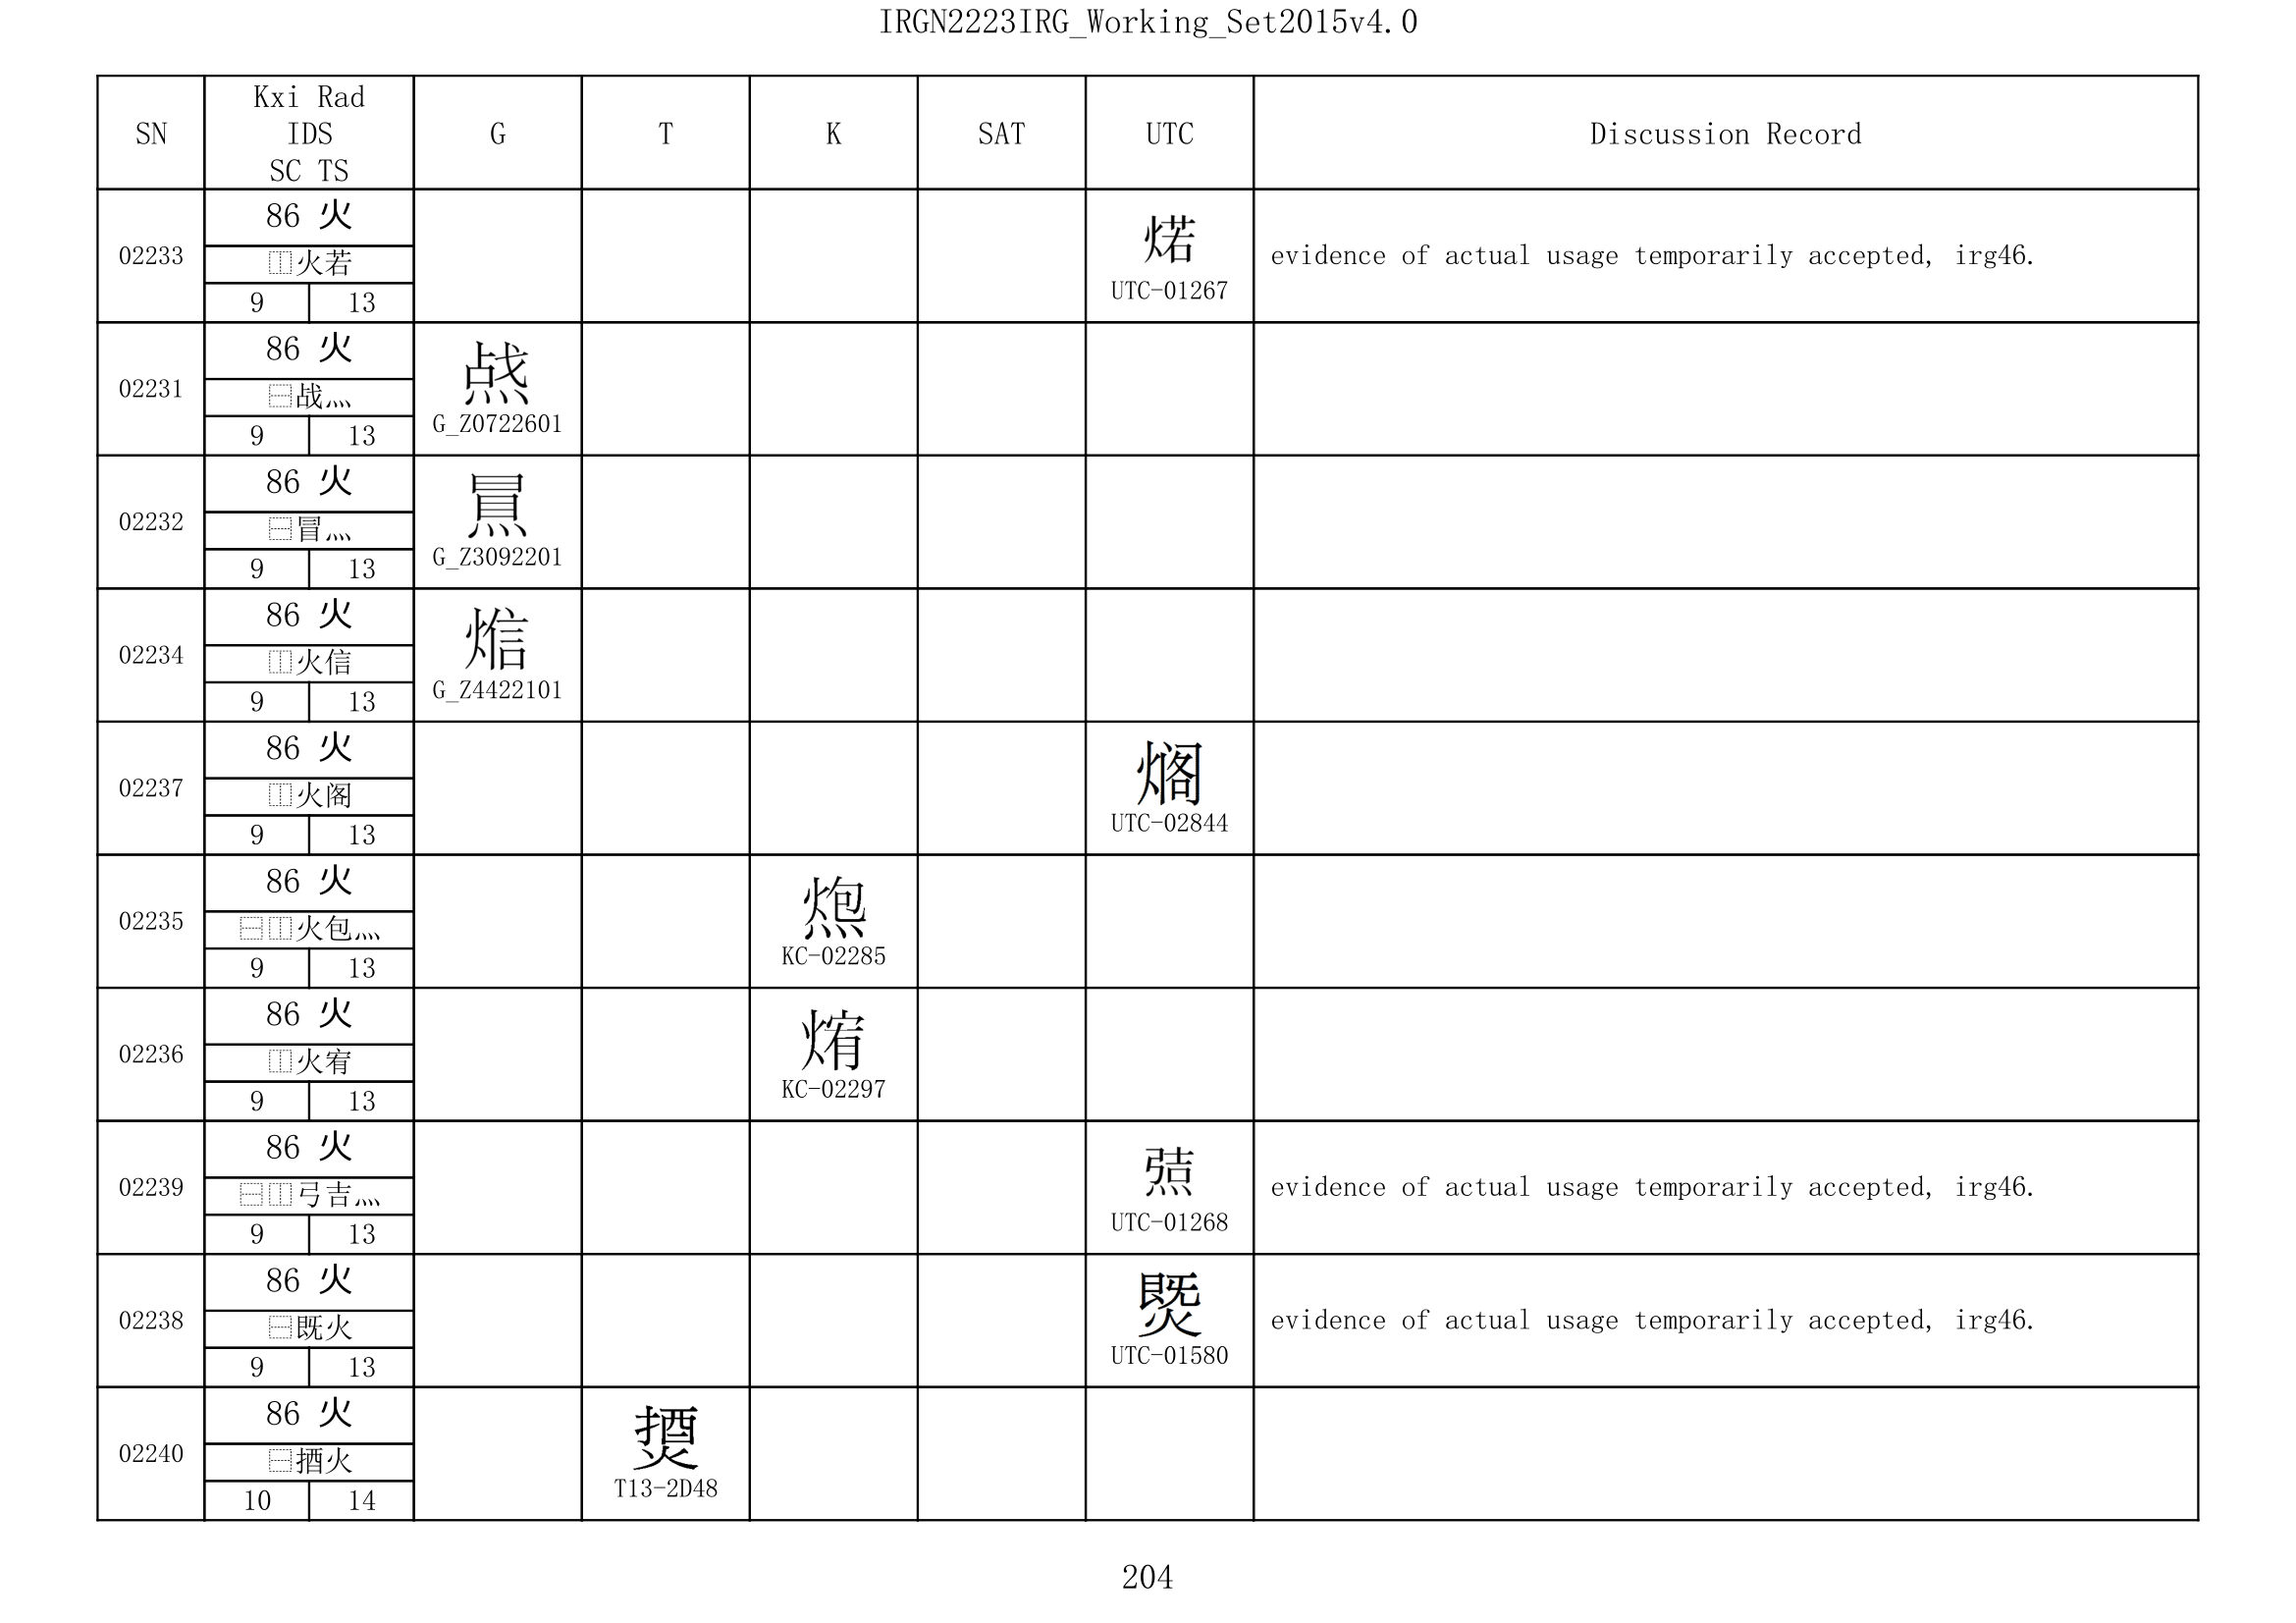 IRGN2223IRG_Working_Set2015v4.0
SN
Kxi Rad
IDS
SC TS
G
T
K
SAT
UTC
Discussion Record
02233
86 火
⿰火若
9 13
UTC-01267
evidence of actual usage temporarily accepted, irg46.
02231
86 火
⿱战灬
9 13
G_Z0722601
02232
86 火
⿱冒灬
9 13
G_Z3092201
02234
86 火
⿰火信
9 13
G_Z4422101
02237
86 火
⿰火阁
9 13
UTC-02844
02235
86 火
⿱⿰火包灬
9 13
KC-02285
02236
86 火
⿰火宥
9 13
KC-02297
02239
86 火
⿱⿰弓吉灬
9 13
UTC-01268
evidence of actual usage temporarily accepted, irg46.
02238
86 火
⿱既火
9 13
UTC-01580
evidence of actual usage temporarily accepted, irg46.
02240
86 火
⿱㨡火
10 14
T13-2D48
204